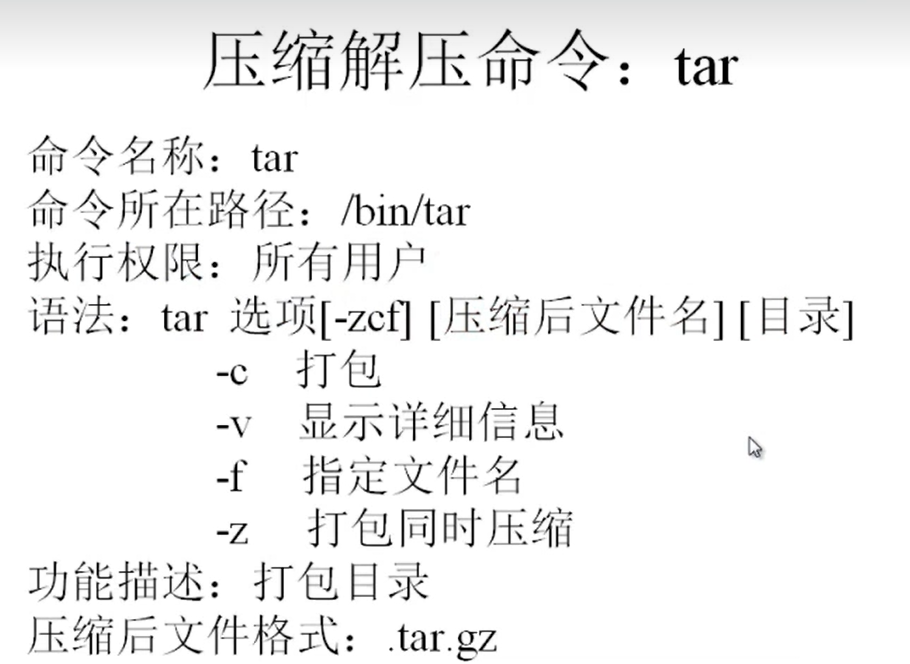 压缩解压命令：tar
命令名称：tar
命令所在路径：/bin/tar
执行权限：所有用户
语法：tar 选项[-zcf] [压缩后文件名] [目录]
-c 打包
-v 显示详细信息
-f 指定文件名
-z 打包同时压缩
功能描述：打包目录
压缩后文件格式：.tar.gz